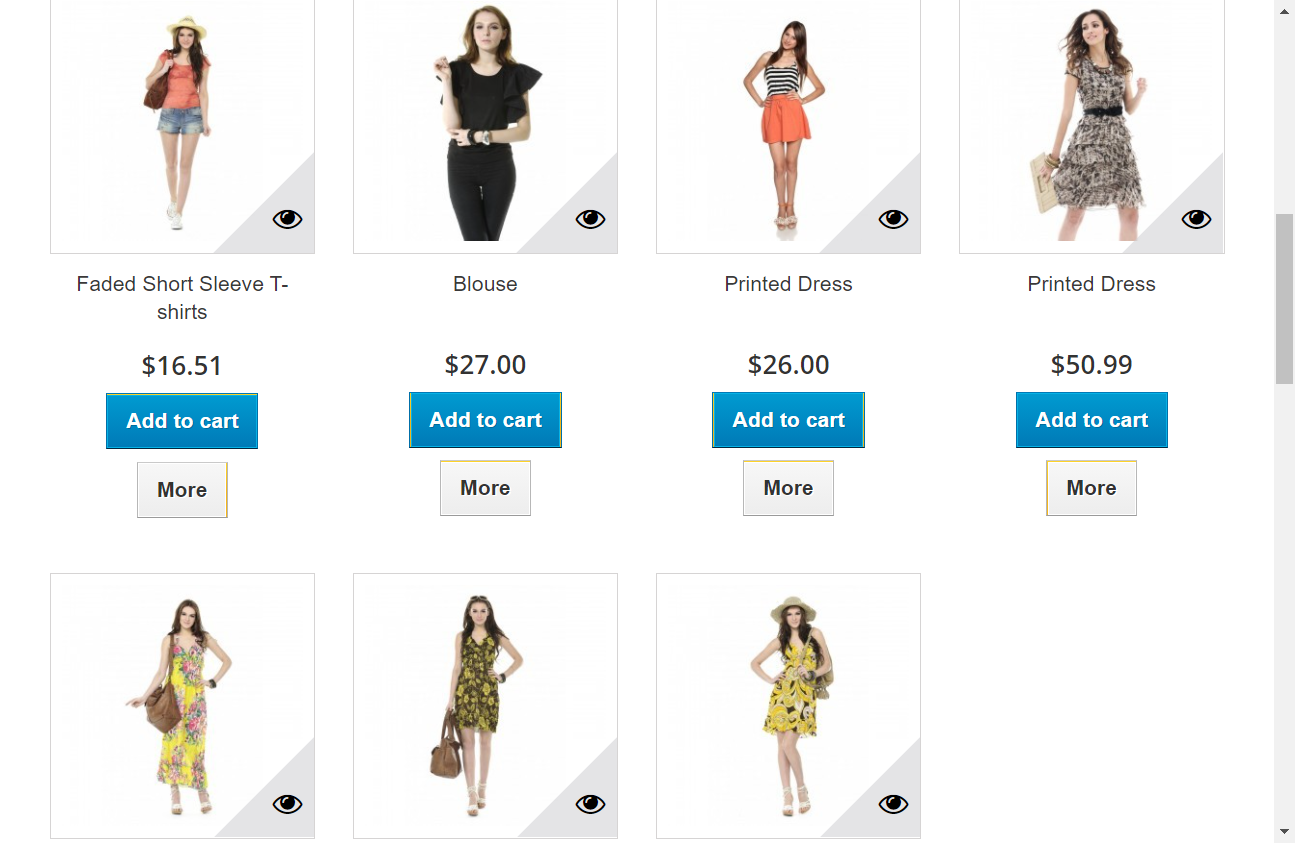 Faded Short Sleeve T-
shirts
Blouse
Printed Dress
Printed Dress
$16.51
$27.00
$26.00
$50.99
Add to cart
Add to cart
Add to cart
Add to cart
More
More
More
More